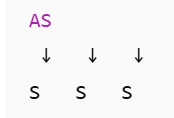 AS
↓ ↓ ↓
S S S